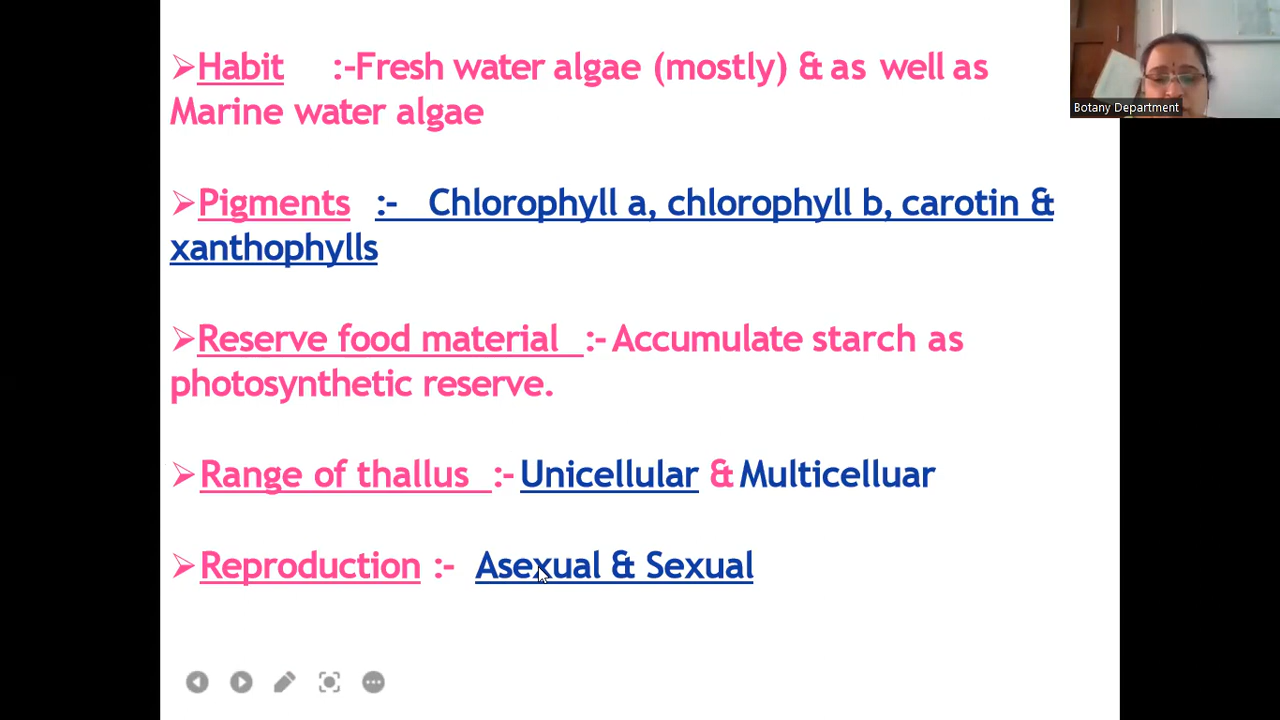 ➢Habit :-Fresh water algae (mostly) & as well as
Marine water algae
➢Pigments :- Chlorophyll a, chlorophyll b, carotin &
xanthophylls
➢Reserve food material :- Accumulate starch as
photosynthetic reserve.
➢Range of thallus :- Unicellular & Multicelluar
➢Reproduction :- Asexual & Sexual
Botany Department